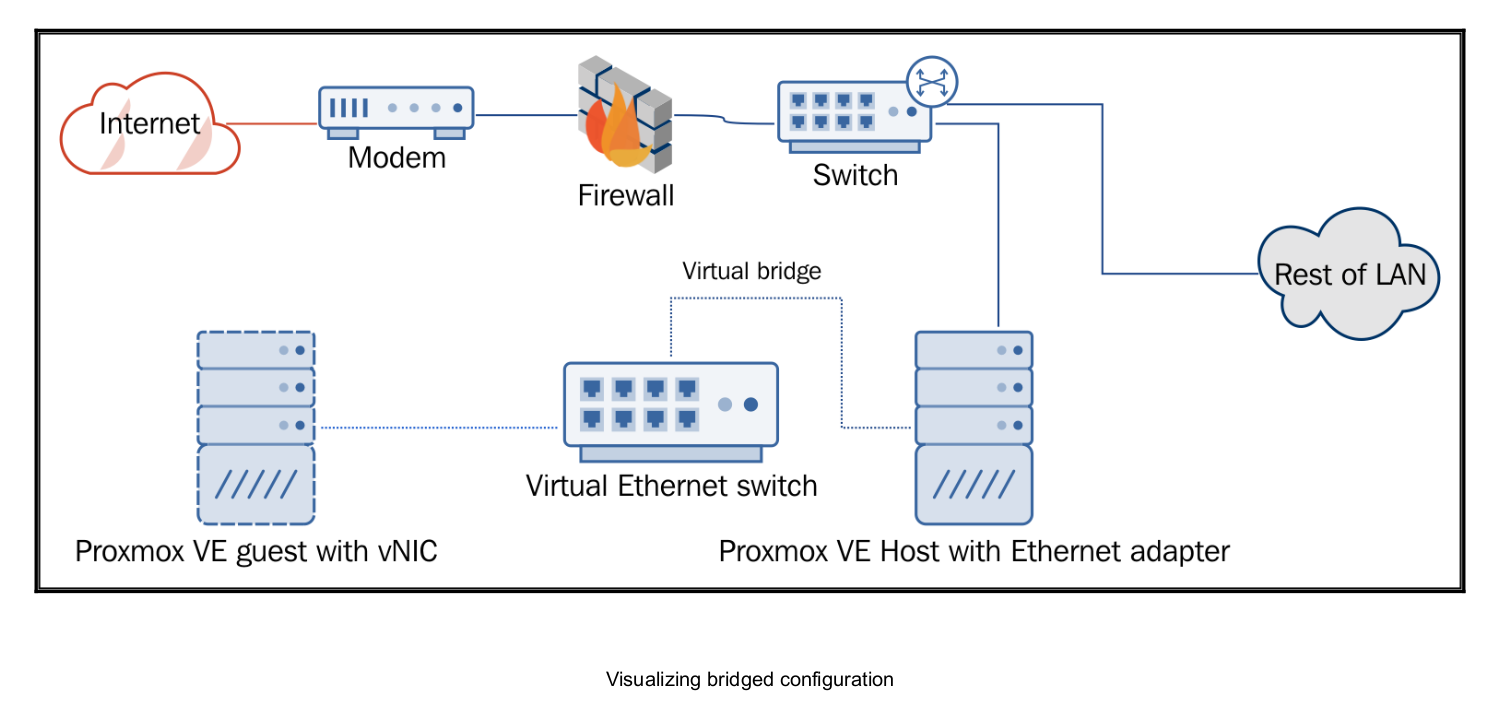 Internet
Modem
Firewall
Switch
Rest of LAN
Virtual bridge
Virtual Ethernet switch
Proxmox VE guest with vNIC
Proxmox VE Host with Ethernet adapter
Visualizing bridged configuration